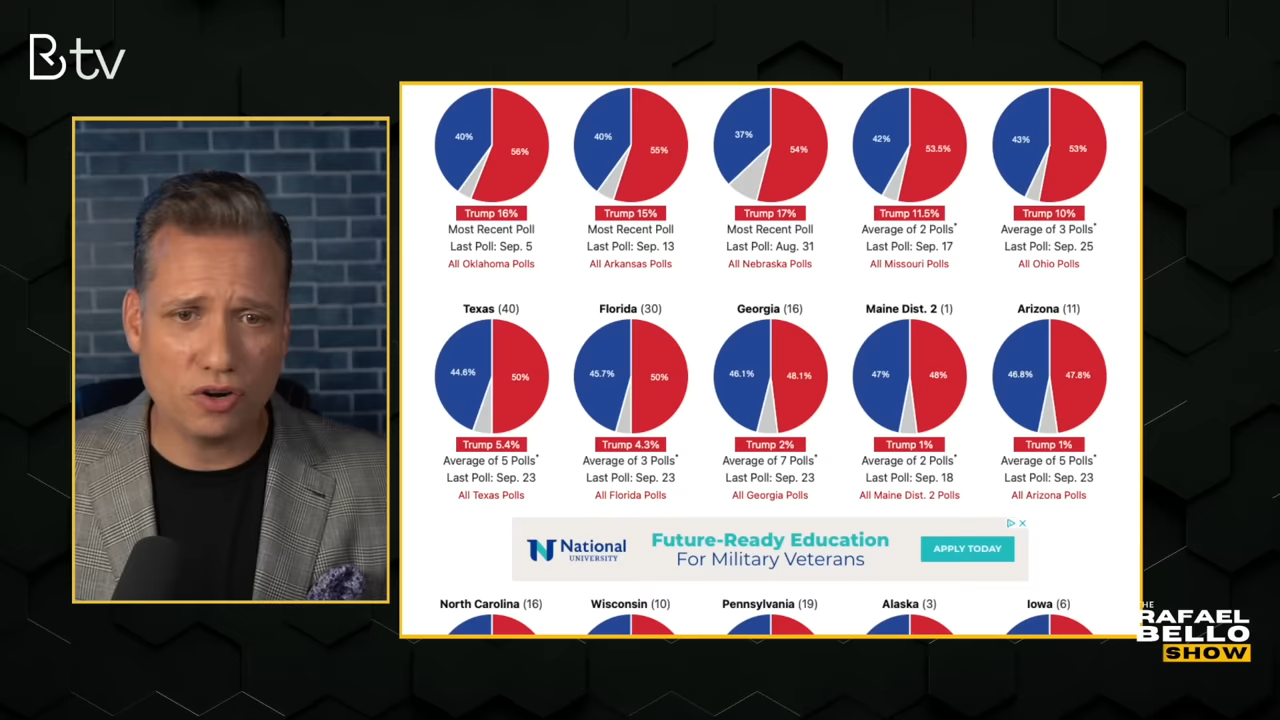 Btv
40%
56%
40%
55%
37%
54%
42%
53.5%
43%
53%
Trump 16%
Trump 15%
Trump 17%
Trump 11.5%
Trump 10%
Most Recent Poll
Most Recent Poll
Most Recent Poll
Average of 2 Polls*
Average of 3 Polls*
Last Poll: Sep. 5
Last Poll: Sep. 13
Last Poll: Aug. 31
Last Poll: Sep. 17
Last Poll: Sep. 25
All Oklahoma Polls
All Arkansas Polls
All Nebraska Polls
All Missouri Polls
All Ohio Polls
Texas (40)
Florida (30)
Georgia (16)
Maine Dist. 2 (1)
Arizona (11)
44.6%
50%
45.7%
50%
46.1%
48.1%
47%
48%
46.8%
47.8%
Trump 5.4%
Trump 4.3%
Trump 2%
Trump 1%
Trump 1%
Average of 5 Polls*
Average of 3 Polls*
Average of 7 Polls*
Average of 2 Polls*
Average of 5 Polls*
Last Poll: Sep. 23
Last Poll: Sep. 23
Last Poll: Sep. 23
Last Poll: Sep. 18
Last Poll: Sep. 23
All Texas Polls
All Florida Polls
All Georgia Polls
All Maine Dist. 2 Polls
All Arizona Polls
National
UNIVERSITY
Future-Ready Education
For Military Veterans
APPLY TODAY
North Carolina (16)
Wisconsin (10)
Pennsylvania (19)
Alaska (3)
Iowa (6)
THE
RAFAEL
BELLO
SHOW